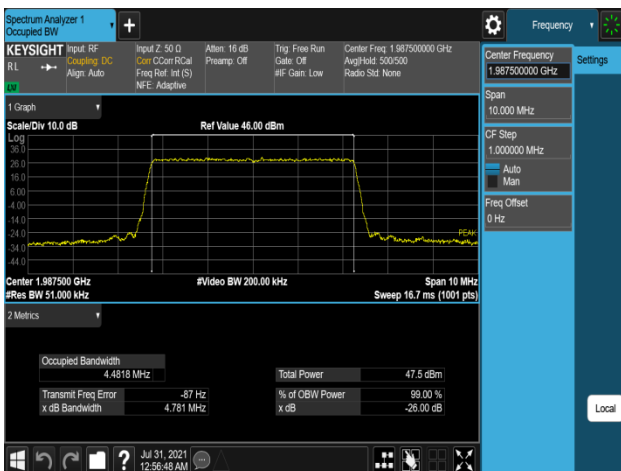 Spectrum Analyzer 1
Occupied BW
Frequency
KEYSIGHT
RL
Input: RF
Coupling: DC
Align: Auto
Input Z: 50 Ω
Corr CCorr RCal
Freq Ref: Int (S)
NFE: Adaptive
Atten: 16 dB
Preamp: Off
Trig: Free Run
Gate: Off
#IF Gain: Low
Center Freq: 1.987500000 GHz
Avg|Hold: 500/500
Radio Std: None
1 Graph
Scale/Div 10.0 dB
Ref Value 46.00 dBm
Log
36.0
26.0
16.0
6.00
-4.00
-14.0
-24.0
-34.0
-44.0
PEAK
Center 1.987500 GHz
#Video BW 200.00 kHz
Span 10 MHz
#Res BW 51.000 kHz
Sweep 16.7 ms (1001 pts)
2 Metrics
Occupied Bandwidth
4.4818 MHz
Total Power
47.5 dBm
Transmit Freq Error
-87 Hz
% of OBW Power
99.00 %
x dB Bandwidth
4.781 MHz
x dB
-26.00 dB
Center Frequency
1.987500000 GHz
Settings
Span
10.000 MHz
CF Step
1.000000 MHz
Auto
Man
Freq Offset
0 Hz
Local
?
Jul 31, 2021
12:56:48 AM